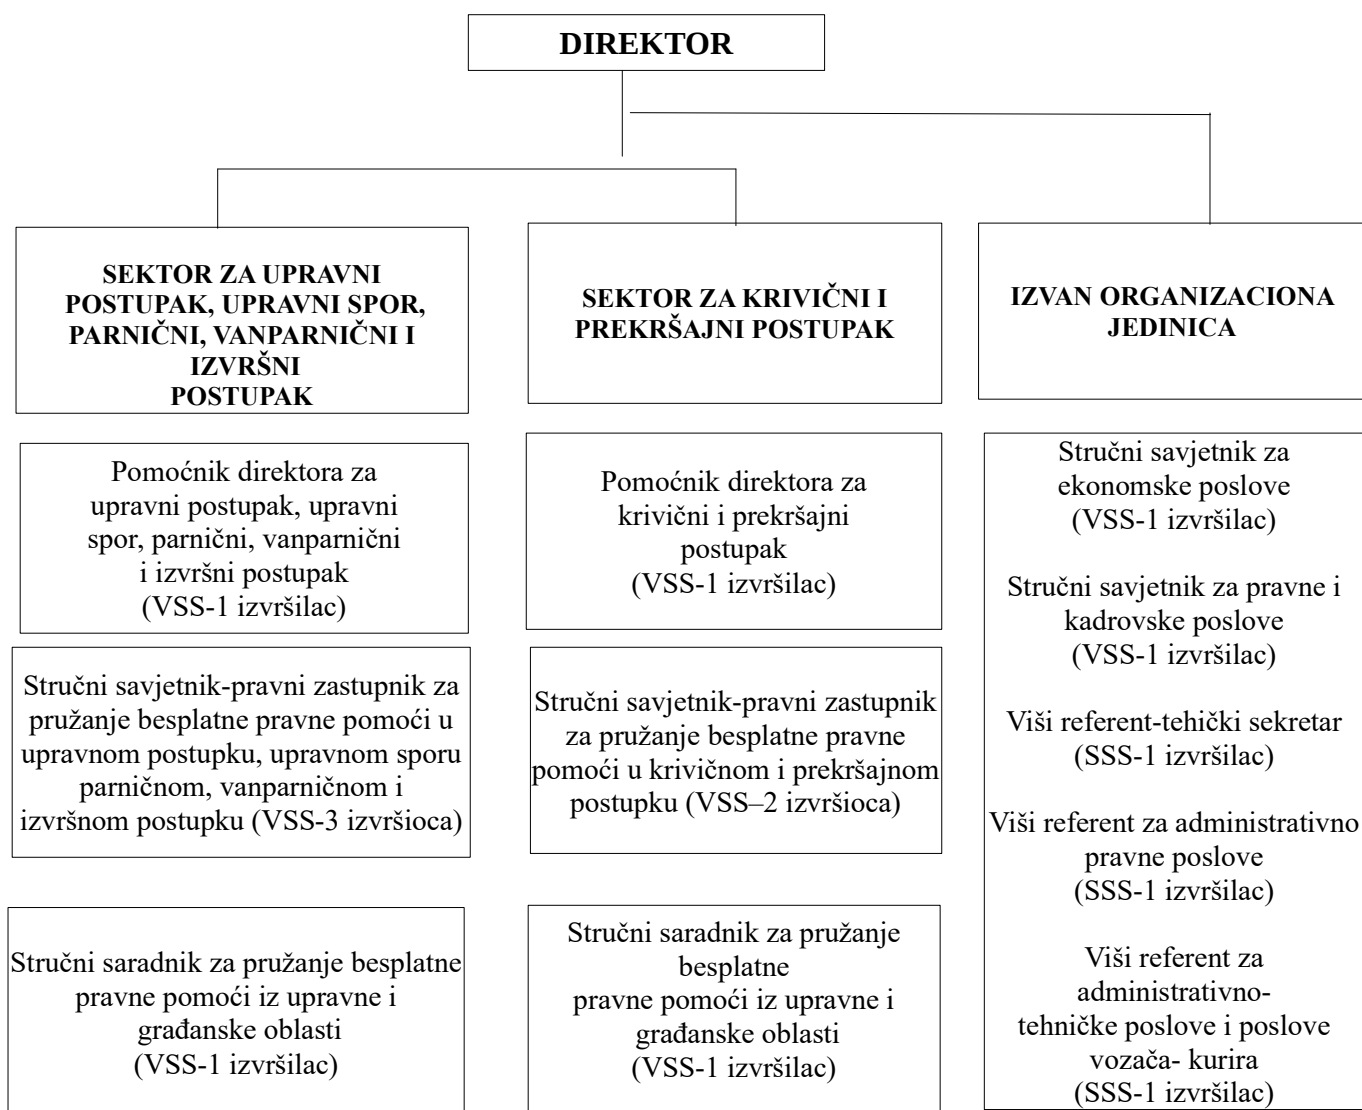 DIREKTOR
SEKTOR ZA UPRAVNI
POSTUPAK, UPRAVNI SPOR,
PARNIČNI, VANPARNIČNI I
IZVRŠNI
POSTUPAK
SEKTOR ZA KRIVIČNI I
PREKRŠAJNI POSTUPAK
IZVAN ORGANIZACIONA
JEDINICA
Pomoćnik direktora za
upravni postupak, upravni
spor, parnični, vanparnični
i izvršni postupak
(VSS-1 izvršilac)
Pomoćnik direktora za
krivični i prekršajni
postupak
(VSS-1 izvršilac)
Stručni savjetnik za
ekonomske poslove
(VSS-1 izvršilac)
Stručni savjetnik za pravne i
kadrovske poslove
(VSS-1 izvršilac)
Viši referent-tehički sekretar
(SSS-1 izvršilac)
Viši referent za administrativno
pravne poslove
(SSS-1 izvršilac)
Viši referent za
administrativno-
tehničke poslove i poslove
vozača- kurira
(SSS-1 izvršilac)
Stručni savjetnik-pravni zastupnik za
pružanje besplatne pravne pomoći u
upravnom postupku, upravnom sporu
parničnom, vanparničnom i
izvršnom postupku (VSS-3 izvršioca)
Stručni savjetnik-pravni zastupnik
za pružanje besplatne pravne
pomoći u krivičnom i prekršajnom
postupku (VSS–2 izvršioca)
Stručni saradnik za pružanje besplatne
pravne pomoći iz upravne i
građanske oblasti
(VSS-1 izvršilac)
Stručni saradnik za pružanje
besplatne
pravne pomoći iz upravne i
građanske oblasti
(VSS-1 izvršilac)